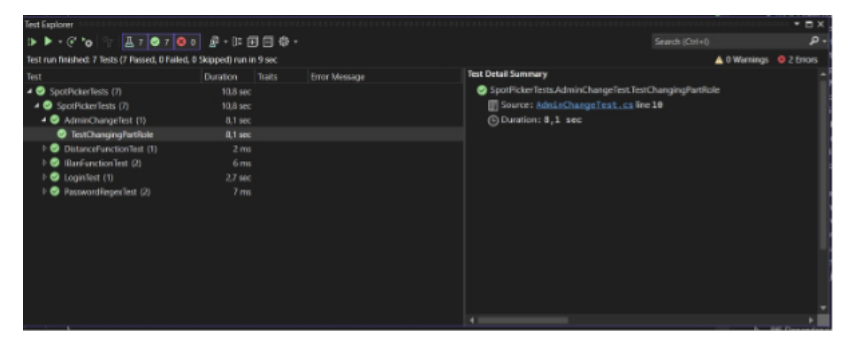 Test Explorer
7 7 0
Search (Ctrl+I)
Test run finished: 7 Tests (7 Passed, 0 Failed, 0 Skipped) run in 9 sec
0 Warnings 2 Errors
Test Duration Traits Error Message
SpotPickerTests (7) 10,8 sec
SpotPickerTests (7) 10,8 sec
AdminChangeTest (1) 8,1 sec
TestChangingPartRole 8,1 sec
DistanceFunctionTest (1) 2 ms
IBanFunctionTest (2) 6 ms
LoginTest (1) 2,7 sec
PasswordRegexTest (2) 7 ms
Test Detail Summary
SpotPickerTests.AdminChangeTest.TestChangingPartRole
Source: AdminChangeTest.cs line 10
Duration: 8,1 sec